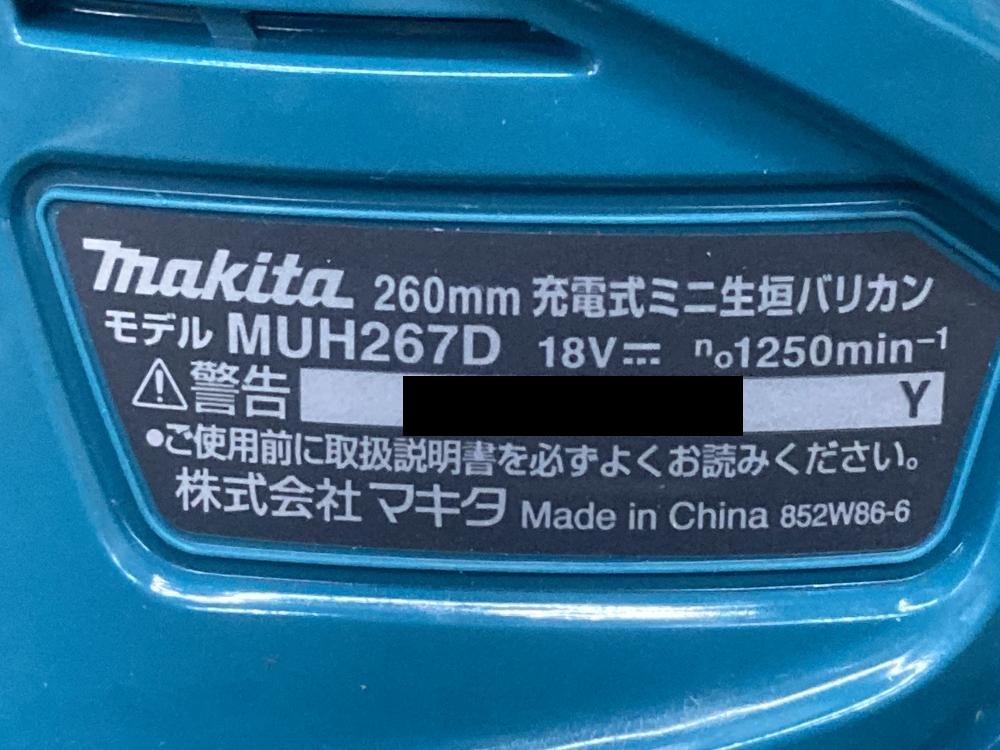 makita 260mm 充電式ミニ生垣バリカン
モデル MUH267D 18V⎓ n₀1250min⁻¹
⚠警告 Y
•ご使用前に取扱説明書を必ずよくお読みください。
株式会社マキタ Made in China 852W86-6